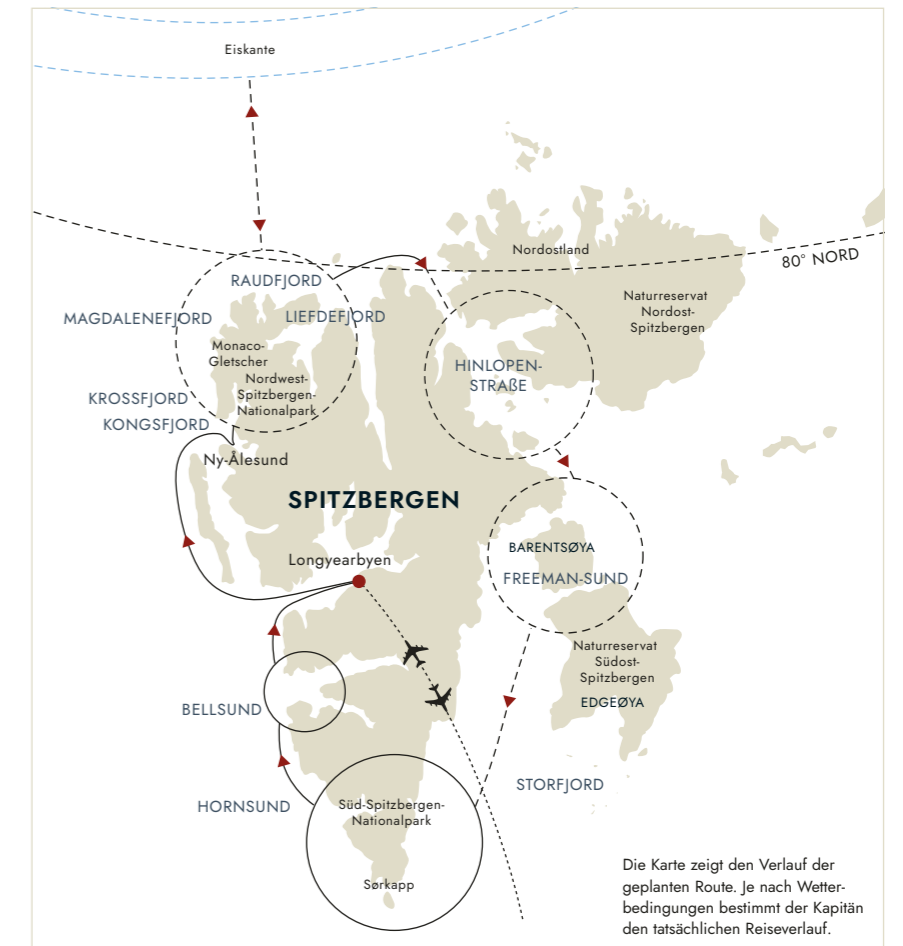 Eiskante
Nordostland
80° NORD
RAUDFJORD
Naturreservat
Nordost-
Spitzbergen
MAGDALENEFJORD
LIEFDEFJORD
Monaco-
Gletscher
HINLOPEN-
STRAßE
Nordwest-
Spitzbergen-
Nationalpark
KROSSFJORD
KONGSFJORD
Ny-Ålesund
SPITZBERGEN
BARENTSØYA
Longyearbyen
FREEMAN-SUND
Naturreservat
Südost-
Spitzbergen
EDGEØYA
BELLSUND
STORFJORD
HORNSUND
Süd-Spitzbergen-
Nationalpark
Sørkapp
Die Karte zeigt den Verlauf der
geplanten Route. Je nach Wetter-
bedingungen bestimmt der Kapitän
den tatsächlichen Reiseverlauf.